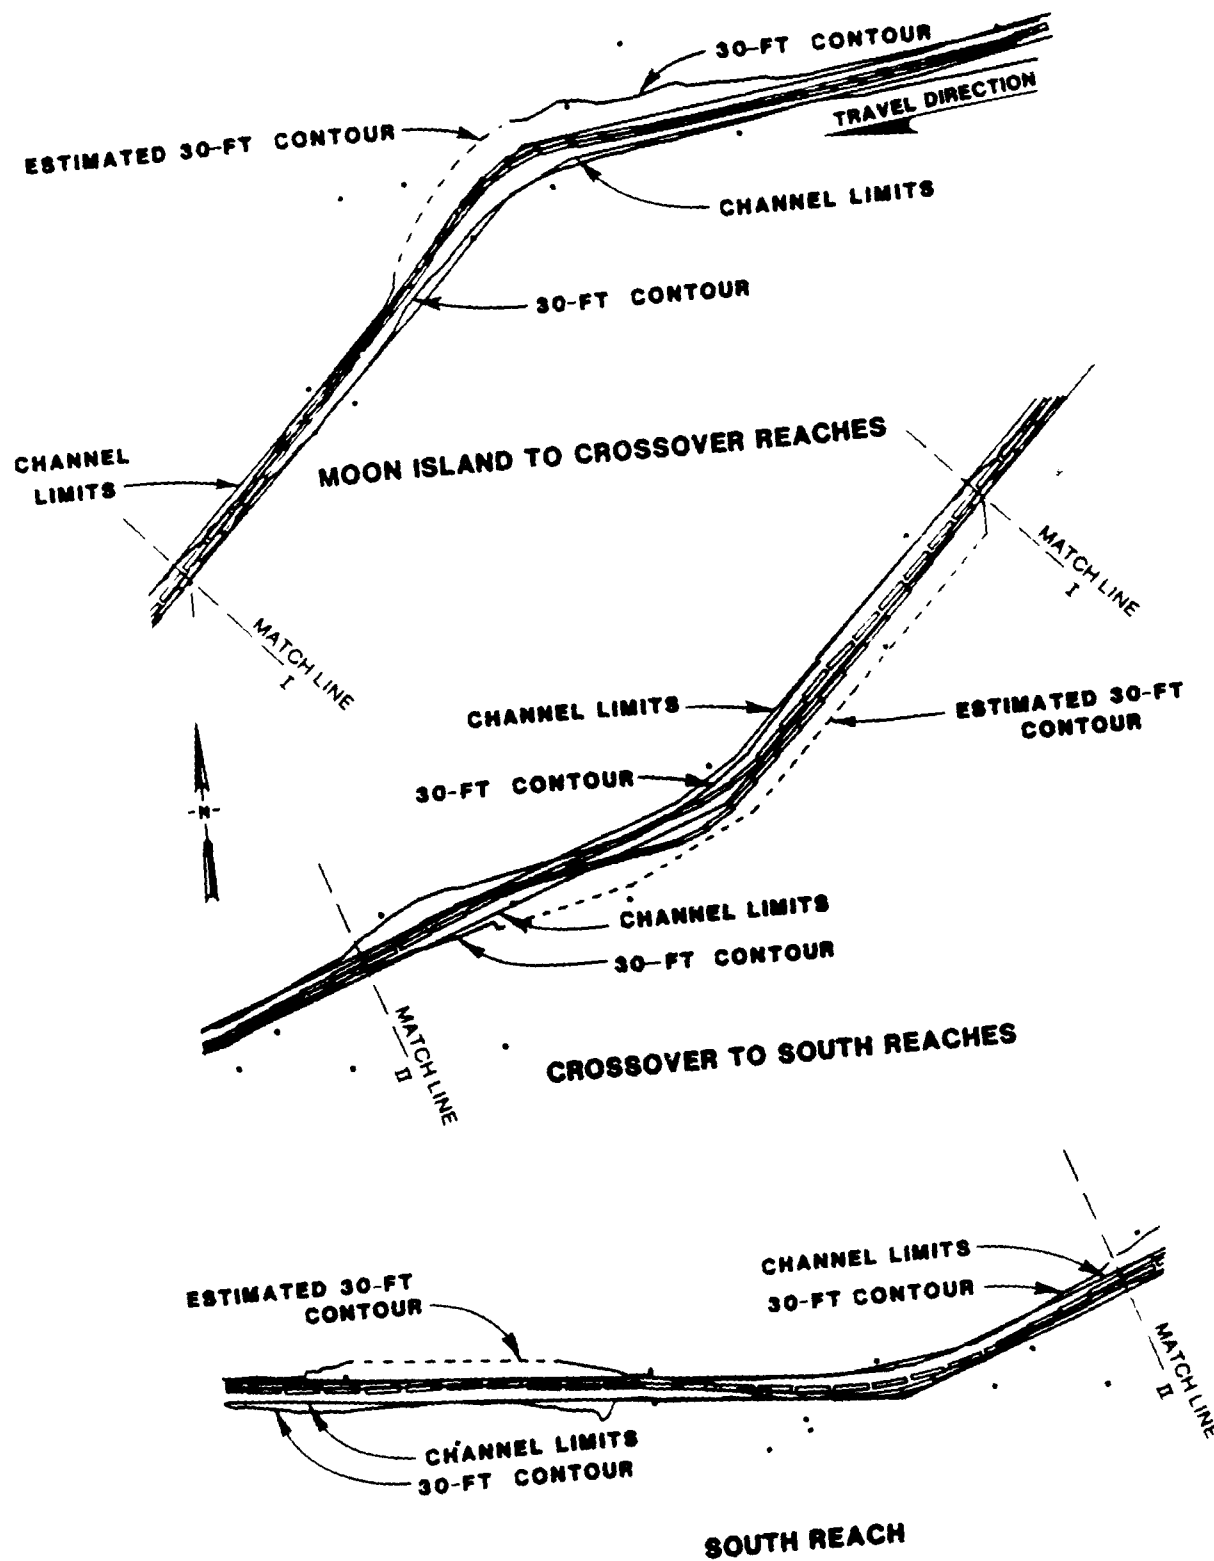 30-FT CONTOUR
TRAVEL DIRECTION
ESTIMATED 30-FT CONTOUR
CHANNEL LIMITS
30-FT CONTOUR
CHANNEL
LIMITS
MOON ISLAND TO CROSSOVER REACHES
MATCH LINE
I
MATCH LINE
I
CHANNEL LIMITS
ESTIMATED 30-FT
CONTOUR
30-FT CONTOUR
-N-
CHANNEL LIMITS
30-FT CONTOUR
MATCH LINE
II
CROSSOVER TO SOUTH REACHES
CHANNEL LIMITS
30-FT CONTOUR
ESTIMATED 30-FT
CONTOUR
MATCH LINE
II
CHANNEL LIMITS
30-FT CONTOUR
SOUTH REACH